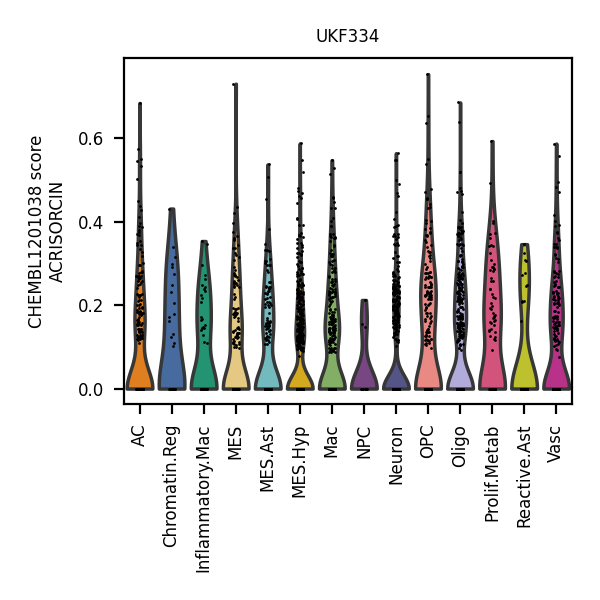 UKF334
CHEMBL1201038 score
ACRISORCIN
0.6
0.4
0.2
0.0
AC
Chromatin.Reg
Inflammatory.Mac
MES
MES.Ast
MES.Hyp
Mac
NPC
Neuron
OPC
Oligo
Prolif.Metab
Reactive.Ast
Vasc